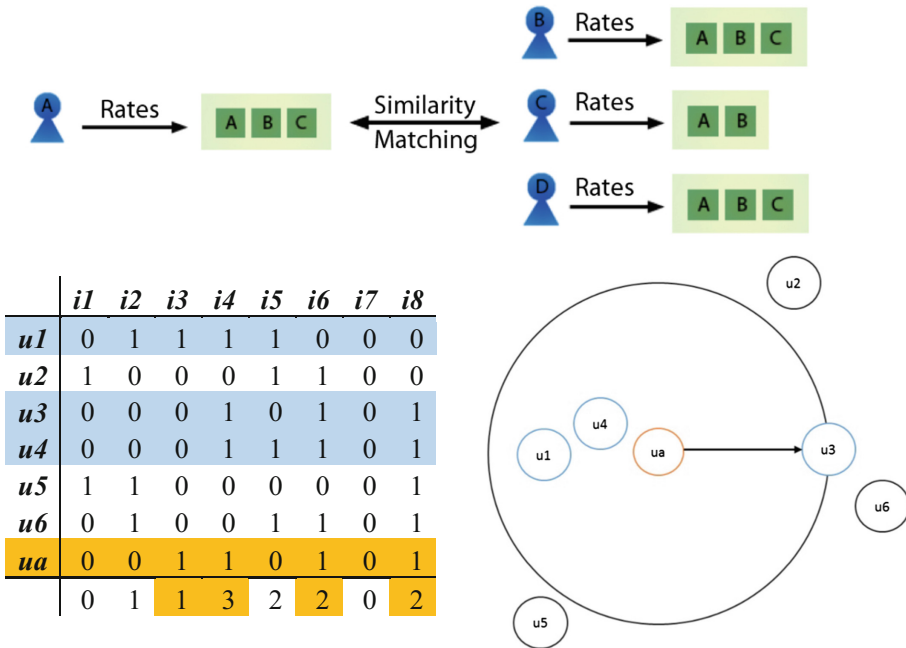 B Rates A B C
A Rates A B C Similarity Matching C Rates A B
D Rates A B C
i1 i2 i3 i4 i5 i6 i7 i8
u1 0 1 1 1 1 0 0 0
u2 1 0 0 0 1 1 0 0
u3 0 0 0 1 0 1 0 1
u4 0 0 0 1 1 1 0 1
u5 1 1 0 0 0 0 0 1
u6 0 1 0 0 1 1 0 1
ua 0 0 1 1 0 1 0 1
0 1 1 3 2 2 0 2
u2
u4
u1 ua u3
u6
u5